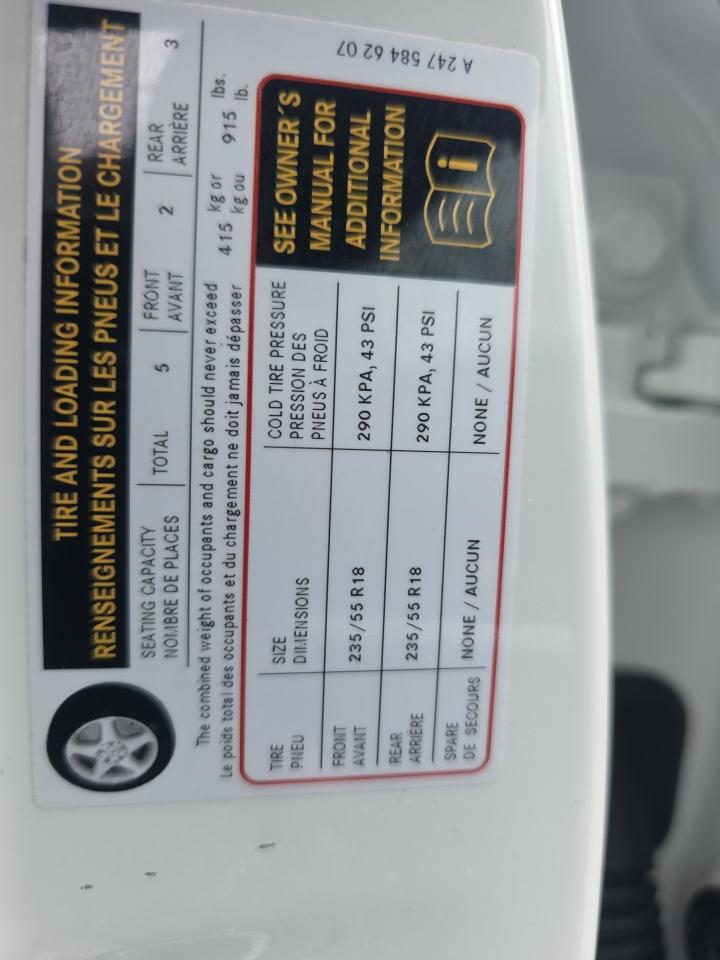 TIRE AND LOADING INFORMATION
RENSEIGNEMENTS SUR LES PNEUS ET LE CHARGEMENT
SEATING CAPACITY | TOTAL 5 | FRONT 2 | REAR 3
NOMBRE DE PLACES AVANT ARRIÈRE
The combined weight of occupants and cargo should never exceed 415 kg or 915 lbs.
Le poids total des occupants et du chargement ne doit jamais dépasser kg ou lb.
TIRE SIZE COLD TIRE PRESSURE
PNEU DIMENSIONS PRESSION DES
PNEUS À FROID
FRONT 235/55 R18 290 KPA, 43 PSI
AVANT
REAR 235/55 R18 290 KPA, 43 PSI
ARRIÈRE
SPARE NONE / AUCUN NONE / AUCUN
DE SECOURS
SEE OWNER'S
MANUAL FOR
ADDITIONAL
INFORMATION
i
A 247 584 62 07